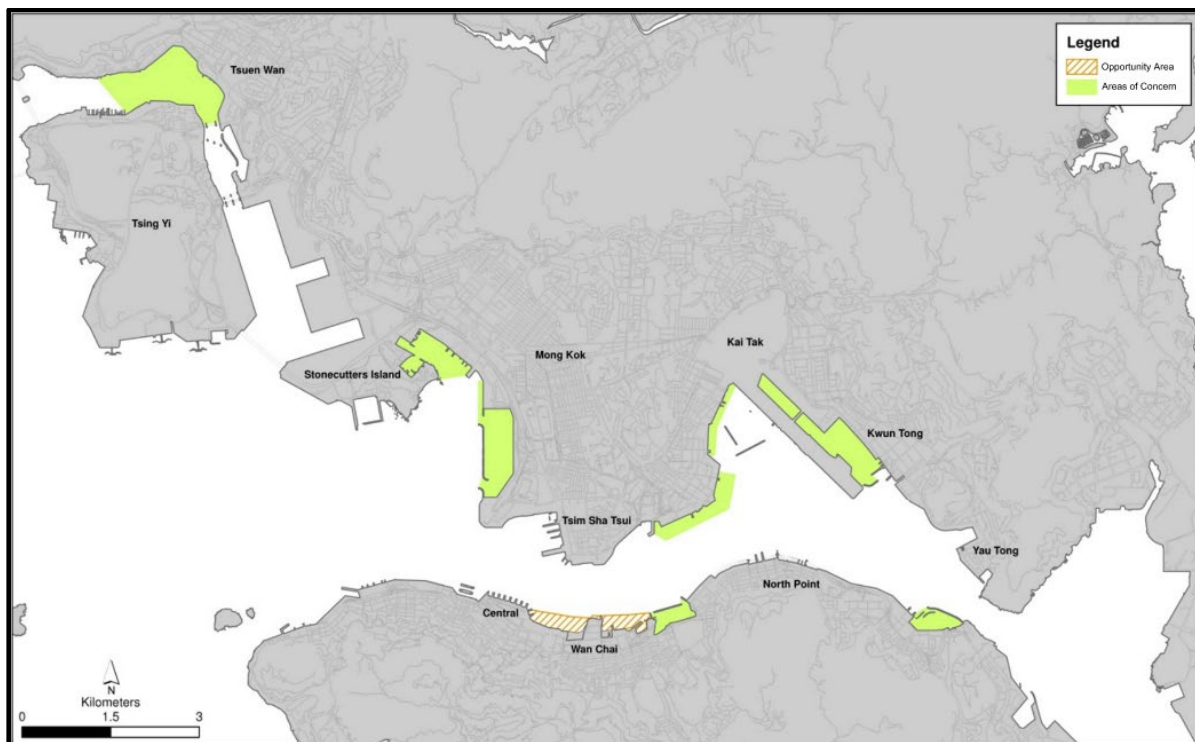 Legend
Opportunity Area
Areas of Concern
Tsuen Wan
Tsing Yi
Stonecutters Island
Mong Kok
Kai Tak
Kwun Tong
Tsim Sha Tsui
Yau Tong
North Point
Central
Wan Chai
N
Kilometers
0 1.5 3